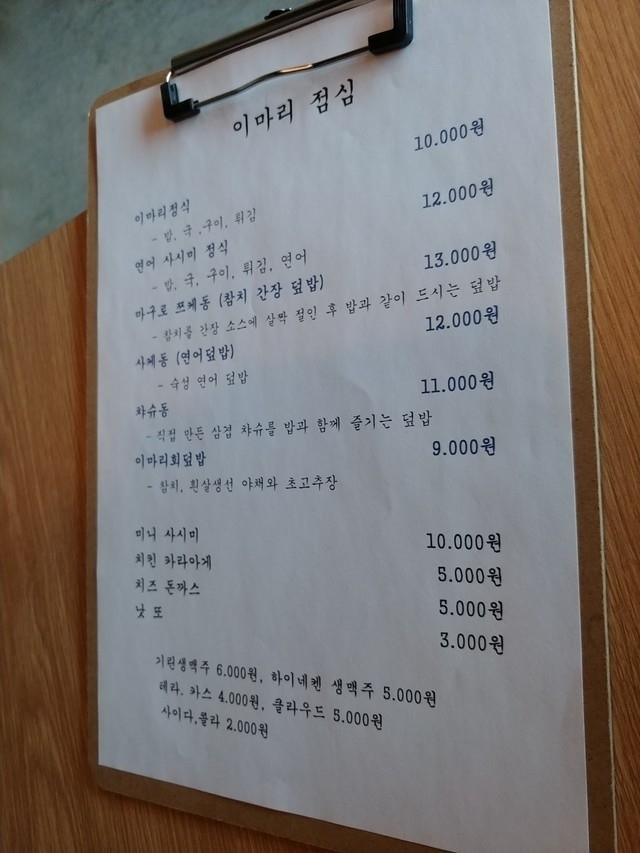 이마리 점심
이마리정식 10.000원
- 밥, 국, 구이, 튀김
연어 사시미 정식 12.000원
- 밥, 국, 구이, 튀김, 연어
마구로 쯔케동 (참치 간장 덮밥) 13.000원
- 참치를 간장 소스에 살짝 절인 후 밥과 같이 드시는 덮밥
사케동 (연어덮밥) 12.000원
- 숙성 연어 덮밥
챠슈동 11.000원
- 직접 만든 삼겹 챠슈를 밥과 함께 즐기는 덮밥
이마리회덮밥 9.000원
- 참치, 흰살생선 야채와 초고추장
미니 사시미 10.000원
치킨 카라아게 5.000원
치즈 돈까스 5.000원
낫 또 3.000원
기린생맥주 6.000원, 하이네켄 생맥주 5.000원
테라. 카스 4.000원, 클라우드 5.000원
사이다,콜라 2.000원